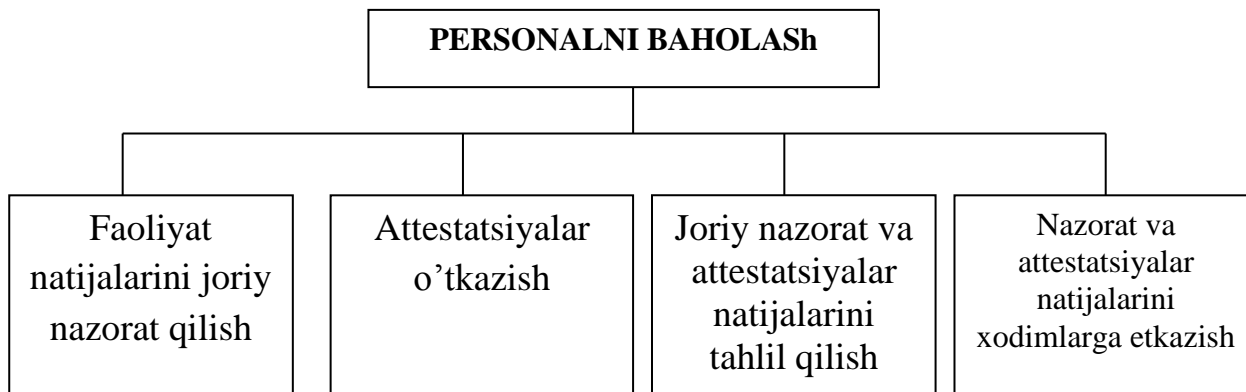 PERSONALNI BAHOLASh
Faoliyat
natijalarini joriy
nazorat qilish
Attestatsiyalar
o’tkazish
Joriy nazorat va
attestatsiyalar
natijalarini
tahlil qilish
Nazorat va
attestatsiyalar
natijalarini
xodimlarga etkazish